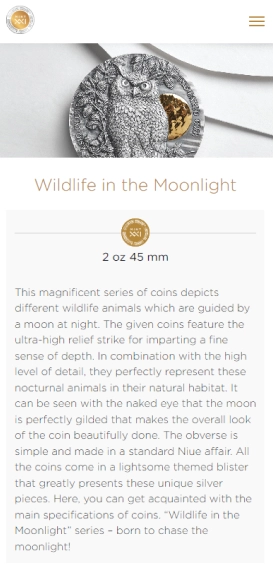 Wildlife in the Moonlight
2 oz 45 mm
This magnificent series of coins depicts
different wildlife animals which are guided by
a moon at night. The given coins feature the
ultra-high relief strike for imparting a fine
sense of depth. In combination with the high
level of detail, they perfectly represent these
nocturnal animals in their natural habitat. It
can be seen with the naked eye that the moon
is perfectly gilded that makes the overall look
of the coin beautifully done. The obverse is
simple and made in a standard Niue affair. All
the coins come in a lightsome themed blister
that greatly presents these unique silver
pieces. Here, you can get acquainted with the
main specifications of coins. “Wildlife in the
Moonlight” series – born to chase the
moonlight!